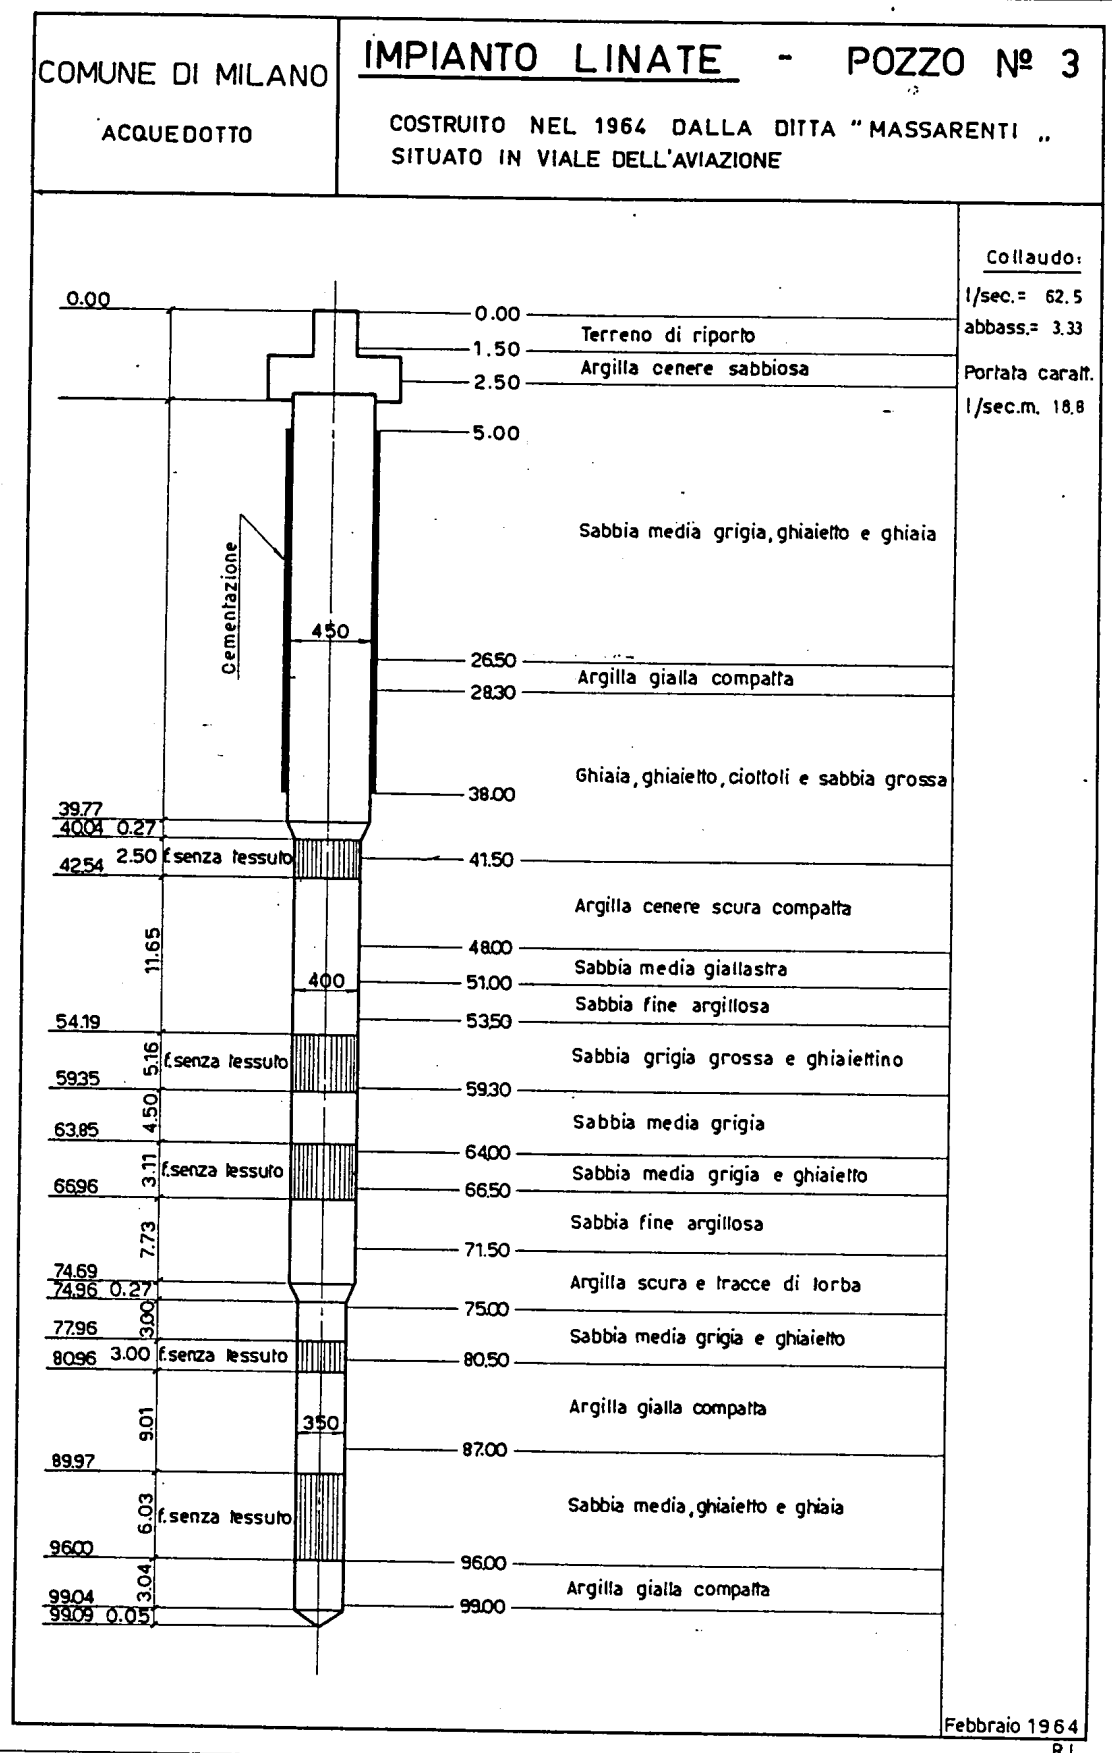 COMUNE DI MILANO
ACQUEDOTTO
IMPIANTO LINATE - POZZO Nº 3
COSTRUITO NEL 1964 DALLA DITTA "MASSARENTI „
SITUATO IN VIALE DELL'AVIAZIONE
Collaudo:
l/sec.= 62.5
abbass.= 3.33
Portata caratt.
l/sec.m. 18,8
0.00
0.00
Terreno di riporto
1.50
Argilla cenere sabbiosa
2.50
5.00
Sabbia media grigia, ghiaietto e ghiaia
Cementazione
450
26.50
Argilla gialla compatta
28.30
Ghiaia, ghiaietto, ciottoli e sabbia grossa
38.00
39.77
40.04 0.27
2.50 f.senza tessuto
41.50
42.54
Argilla cenere scura compatta
11.65
48.00
Sabbia media giallastra
400
51.00
Sabbia fine argillosa
53.50
54.19
5.16 f.senza tessuto
Sabbia grigia grossa e ghiaiettino
59.35
59.30
4.50
Sabbia media grigia
63.85
64.00
3.11 f.senza tessuto
Sabbia media grigia e ghiaietto
66.96
66.50
7.73
Sabbia fine argillosa
71.50
74.69
74.96 0.27
Argilla scura e tracce di torba
75.00
3.00
77.96
Sabbia media grigia e ghiaietto
80.96 3.00 f.senza tessuto
80.50
9.01
350
Argilla gialla compatta
87.00
89.97
6.03 f.senza tessuto
Sabbia media, ghiaietto e ghiaia
96.00
96.00
3.04
Argilla gialla compatta
99.04
99.00
99.09 0.05
Febbraio 1964